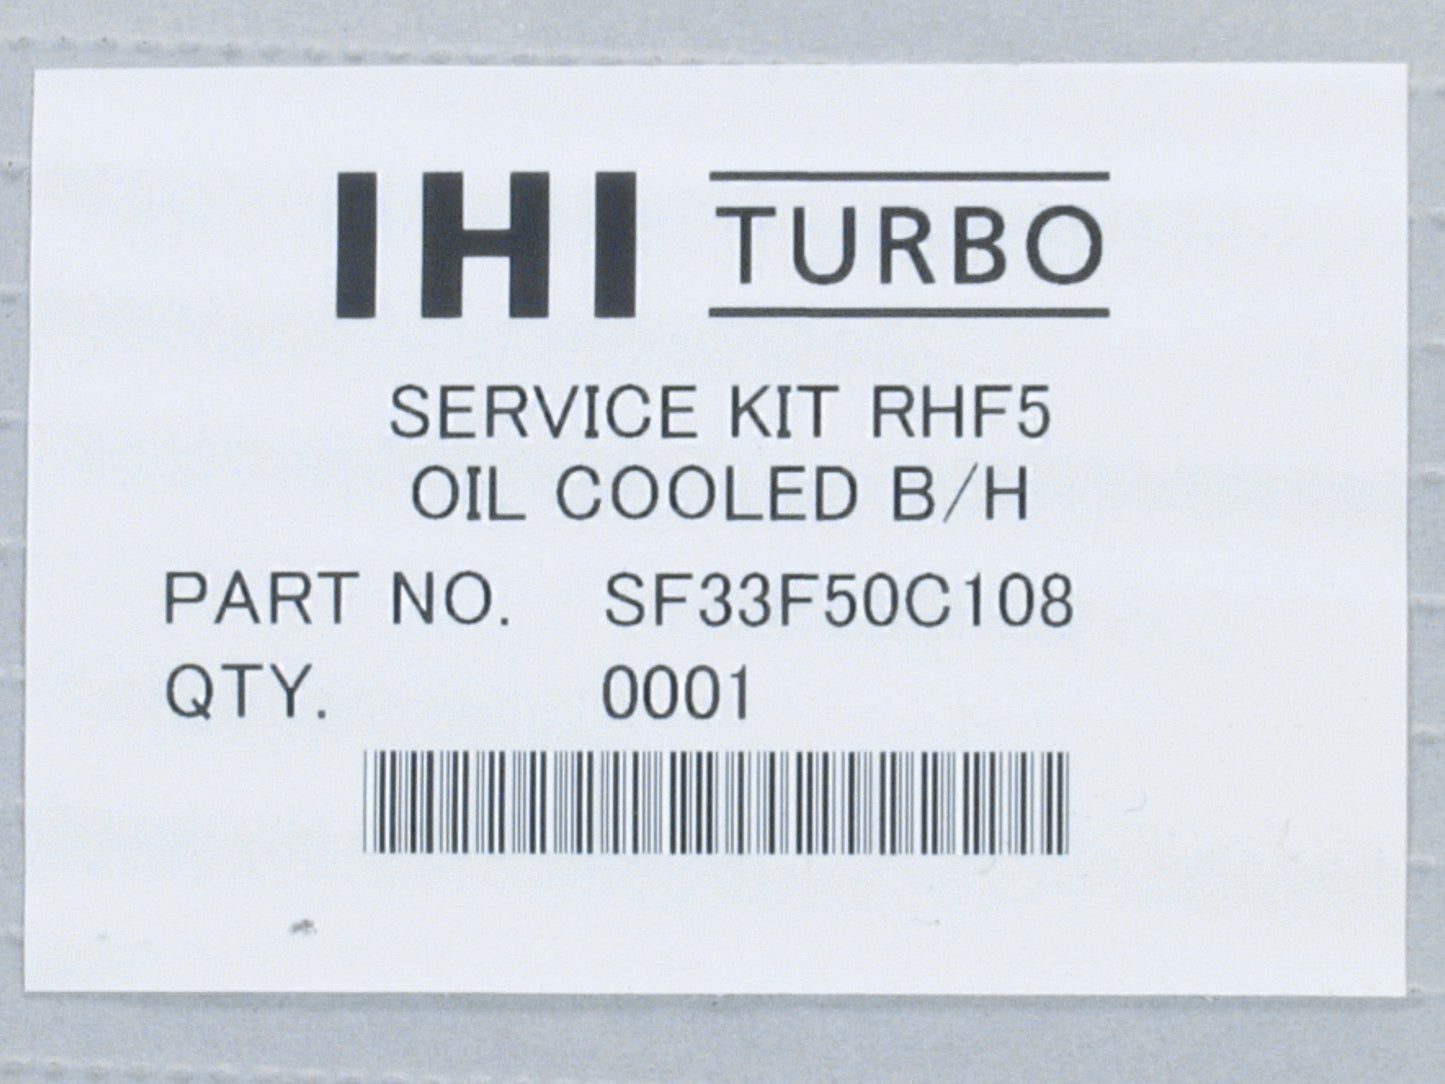 IHI TURBO
SERVICE KIT RHF5
OIL COOLED B/H
PART NO. SF33F50C108
QTY. 0001